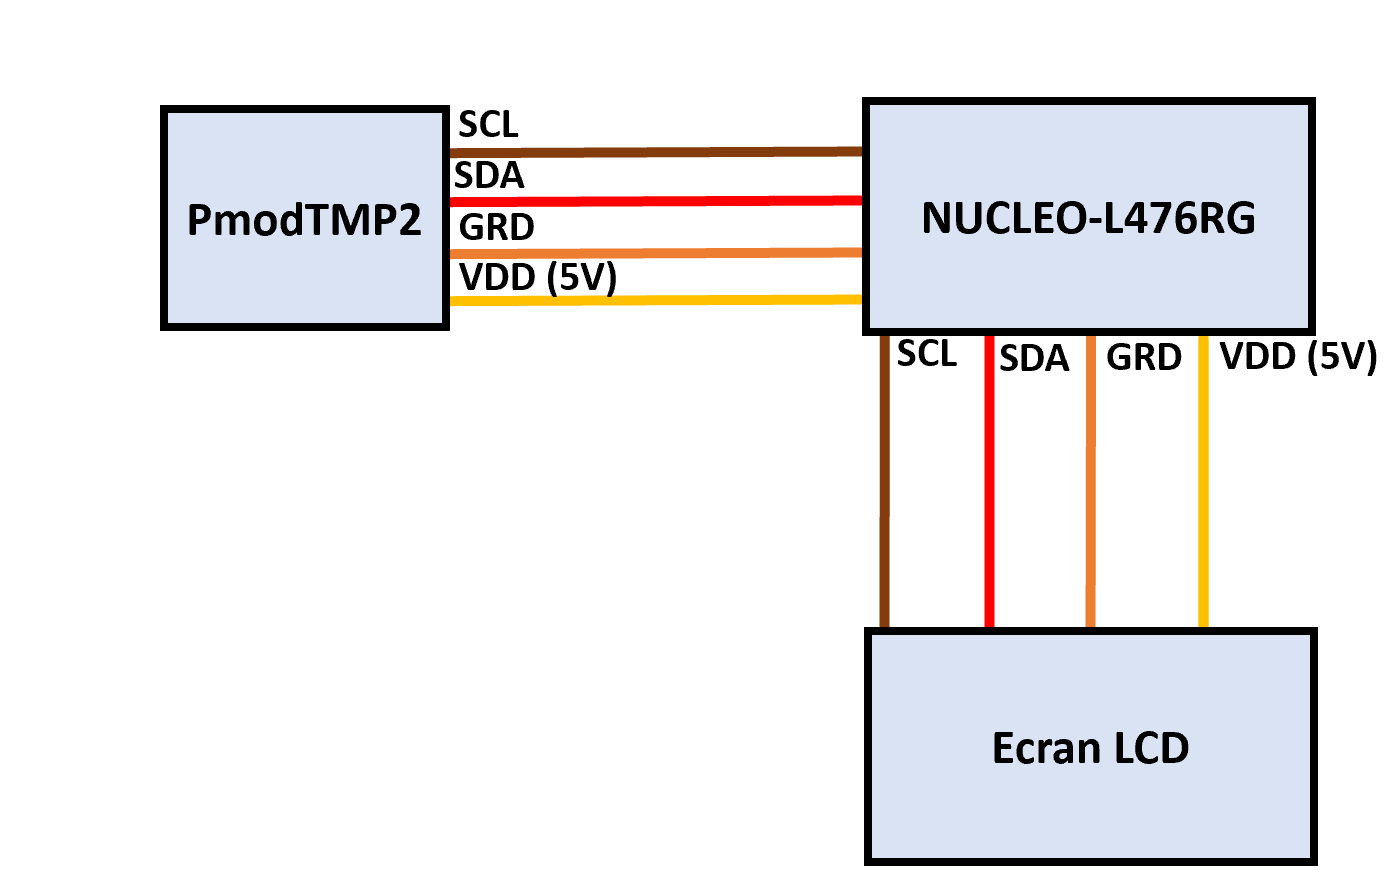 SCL
SDA
PmodTMP2
GRD
VDD (5V)
NUCLEO-L476RG
SCL
SDA
GRD
VDD (5V)
Ecran LCD